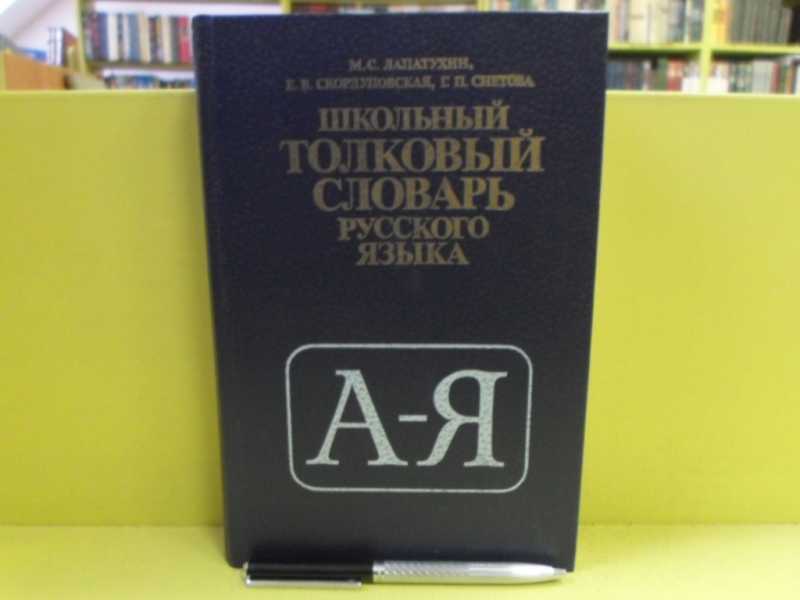 М.С. ЛАПАТУХИН,
Е. В. СКОРЛУПОВСКАЯ, Г. П. СНЕТОВА
ШКОЛЬНЫЙ
ТОЛКОВЫЙ
СЛОВАРЬ
РУССКОГО
ЯЗЫКА
А-Я